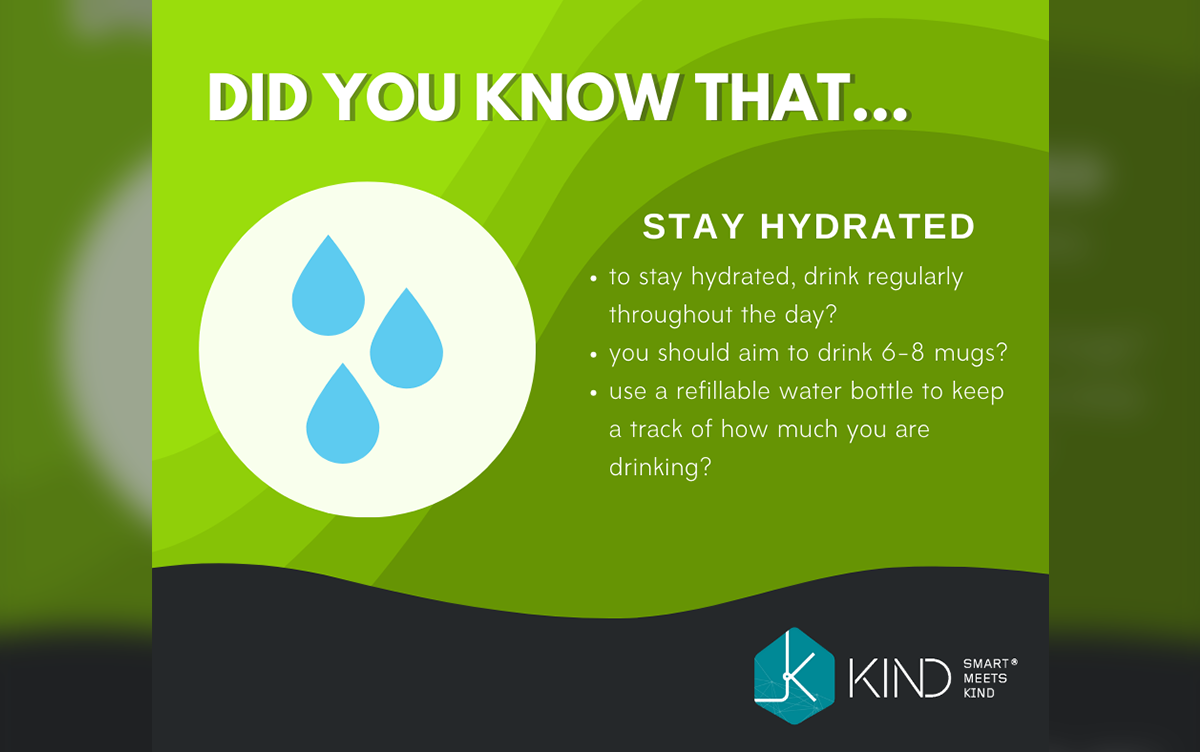 DID YOU KNOW THAT...
STAY HYDRATED
• to stay hydrated, drink regularly
throughout the day?
• you should aim to drink 6-8 mugs?
• use a refillable water bottle to keep
a track of how much you are
drinking?
KIND
SMART®
MEETS
KIND